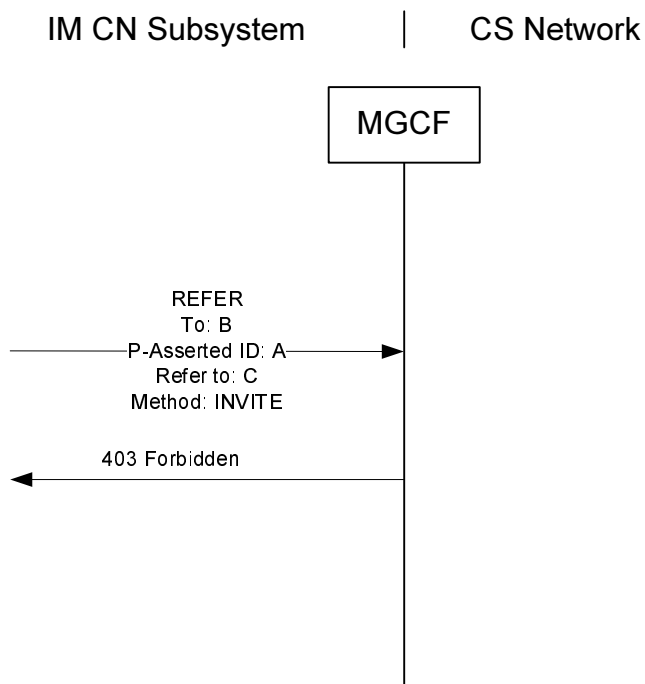 IM CN Subsystem | CS Network
MGCF
REFER
To: B
P-Asserted ID: A
Refer to: C
Method: INVITE
403 Forbidden